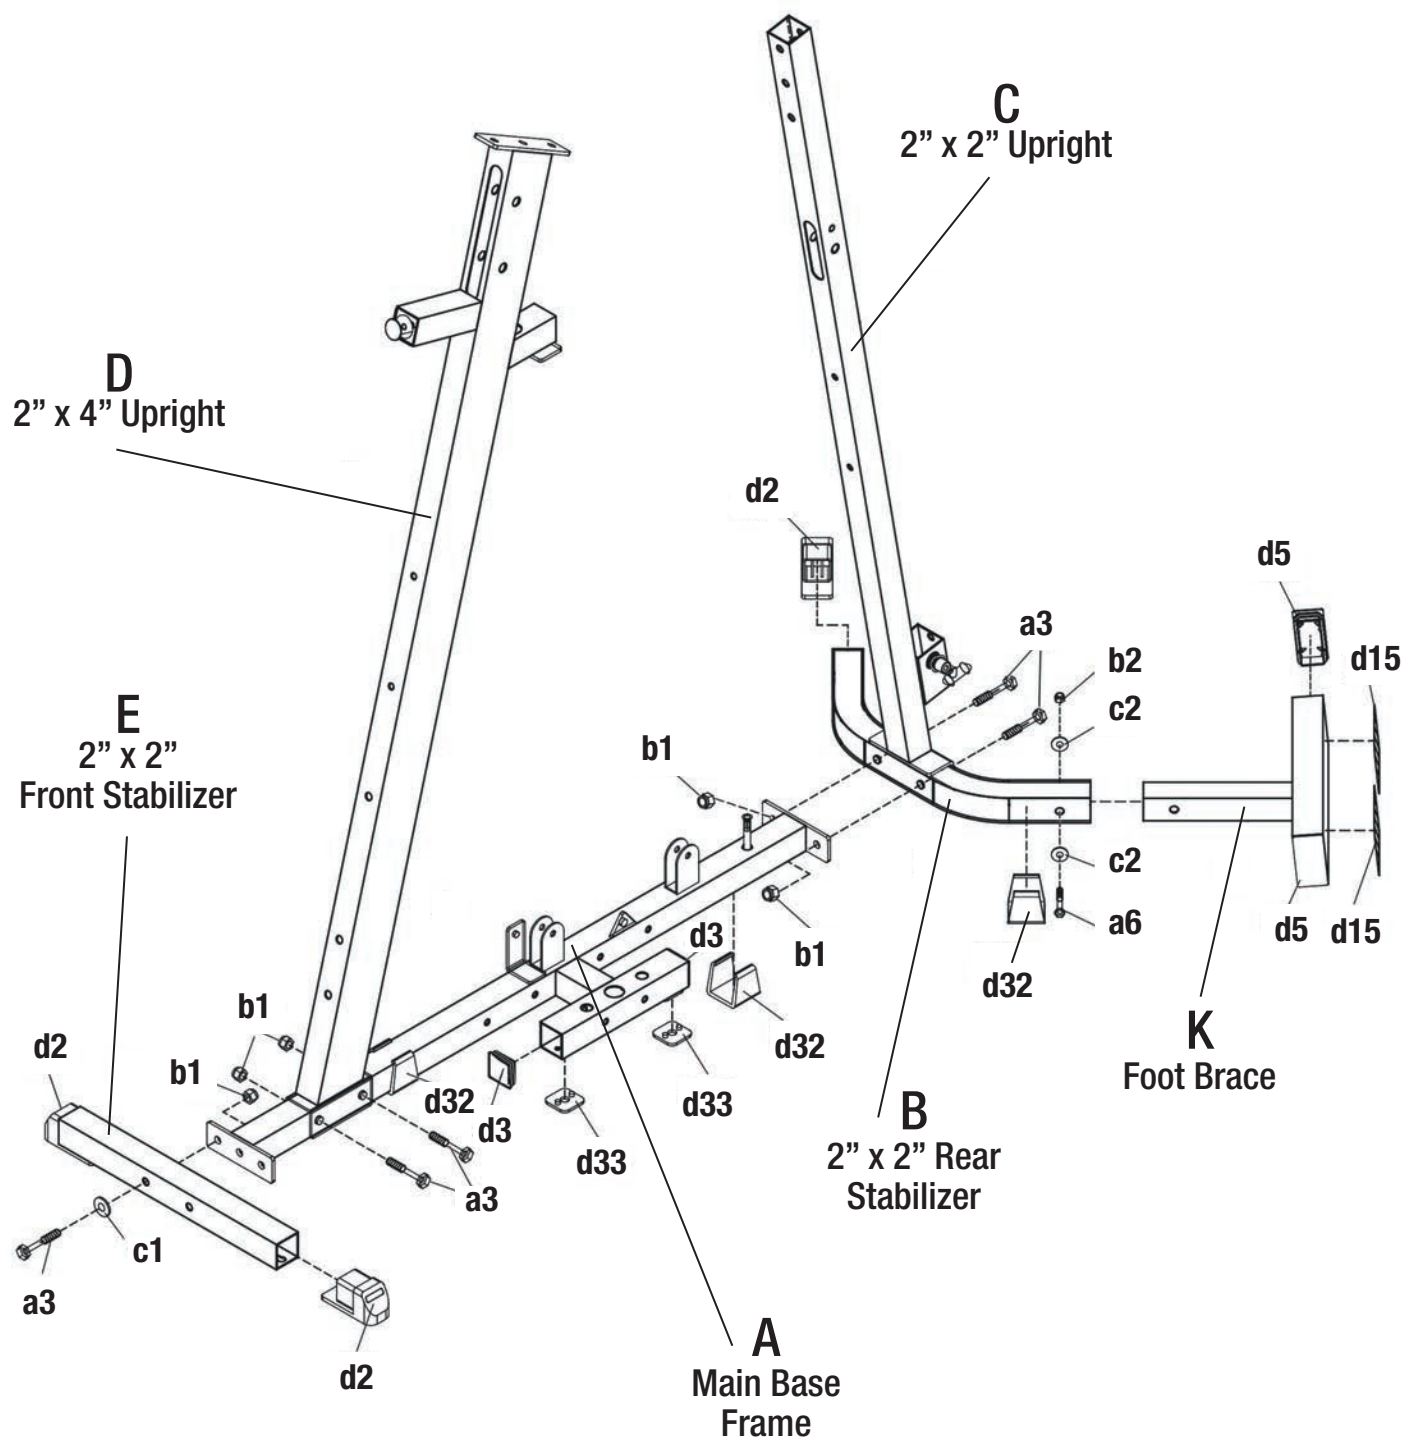 C
2” x 2” Upright
D
2” x 4” Upright
d2
d5
a3
b2
d15
c2
E
2” x 2”
Front Stabilizer
b1
c2
d3
a6
d5
d15
b1
d32
b1
d32
K
Foot Brace
d2
b1
d32
d3
d33
d33
B
2” x 2” Rear
Stabilizer
a3
c1
a3
d2
A
Main Base
Frame